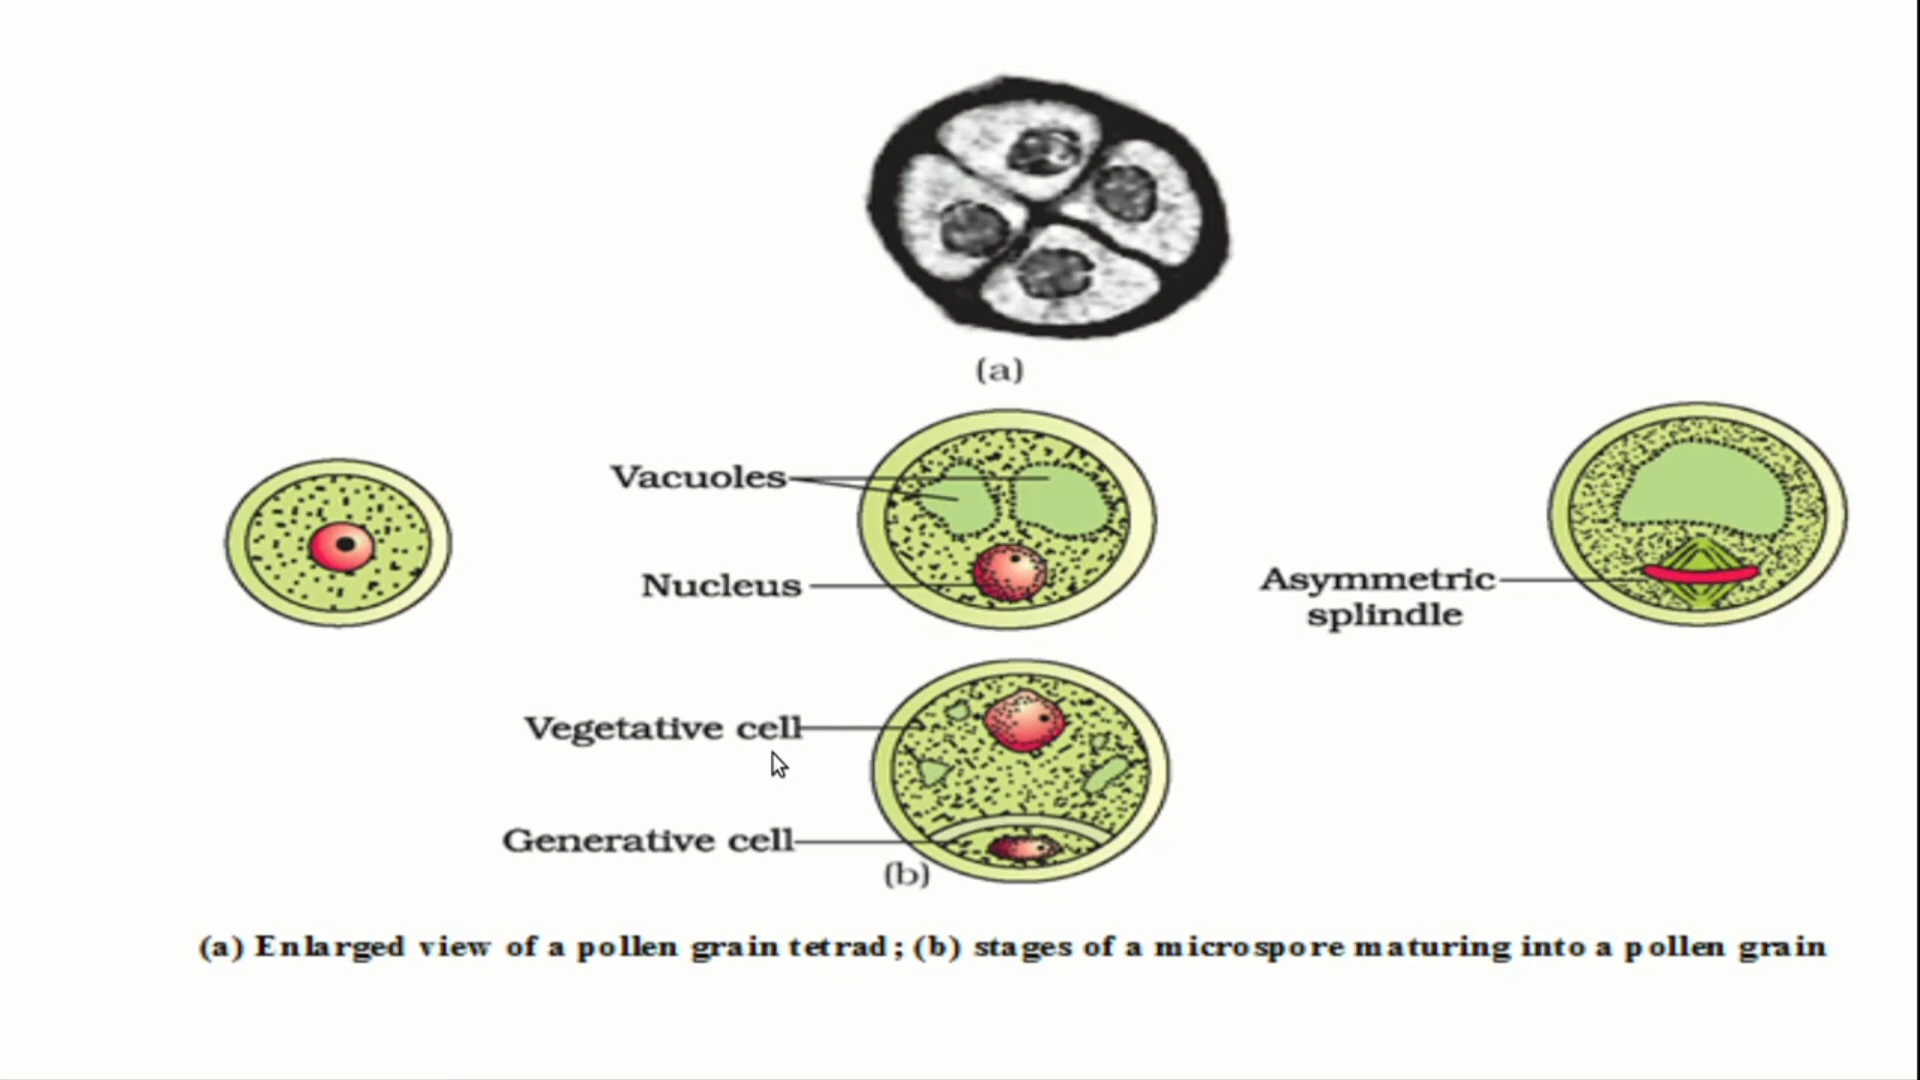 (a)
Vacuoles
Nucleus
Asymmetric
splindle
Vegetative cell
Generative cell
(b)
(a) Enlarged view of a pollen grain tetrad; (b) stages of a microspore maturing into a pollen grain